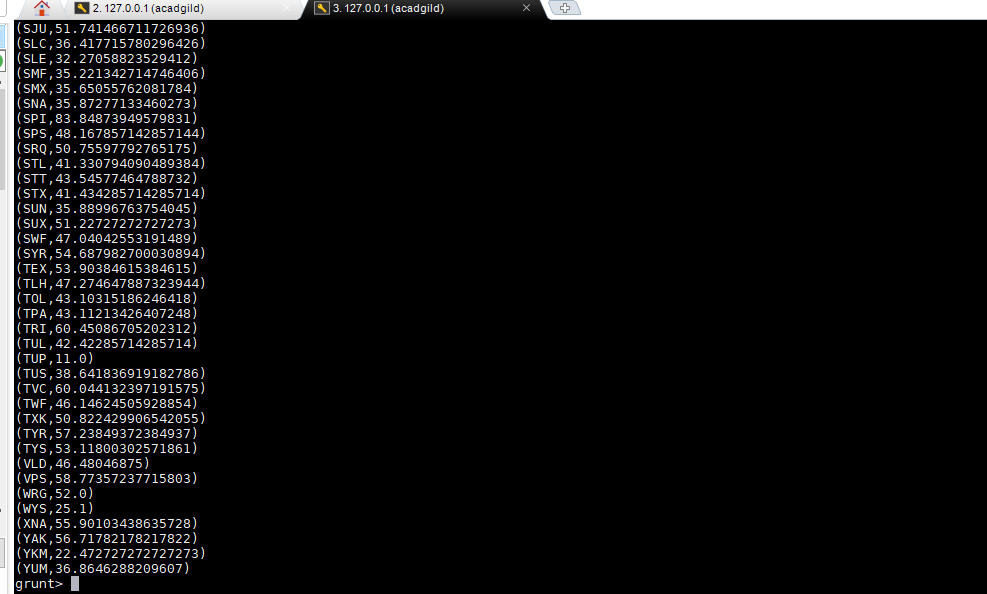 2. 127.0.0.1 (acadgild)
3. 127.0.0.1 (acadgild)
(SJU,51.741466711726936)
(SLC,36.417715780296426)
(SLE,32.27058823529412)
(SMF,35.221342714746406)
(SMX,35.65055762081784)
(SNA,35.87277133460273)
(SPI,83.84873949579831)
(SPS,48.167857142857144)
(SRQ,50.75597792765175)
(STL,41.330794090489384)
(STT,43.54577464788732)
(STX,41.434285714285714)
(SUN,35.88996763754045)
(SUX,51.22727272727273)
(SWF,47.04042553191489)
(SYR,54.687982700030894)
(TEX,53.90384615384615)
(TLH,47.274647887323944)
(TOL,43.10315186246418)
(TPA,43.11213426407248)
(TRI,60.45086705202312)
(TUL,42.42285714285714)
(TUP,11.0)
(TUS,38.641836919182786)
(TVC,60.044132397191575)
(TWF,46.14624505928854)
(TXK,50.822429906542055)
(TYR,57.23849372384937)
(TYS,53.11800302571861)
(VLD,46.48046875)
(VPS,58.77357237715803)
(WRG,52.0)
(WYS,25.1)
(XNA,55.90103438635728)
(YAK,56.71782178217822)
(YKM,22.472727272727273)
(YUM,36.8646288209607)
grunt>